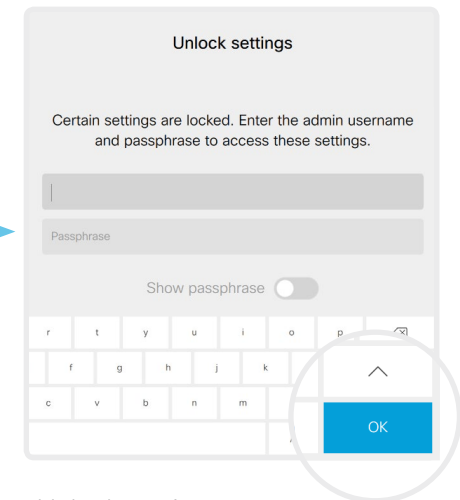 Unlock settings
Certain settings are locked. Enter the admin username
and passphrase to access these settings.
Passphrase
Show passphrase
r t y u i o p
f g h j k
c v b n m
OK